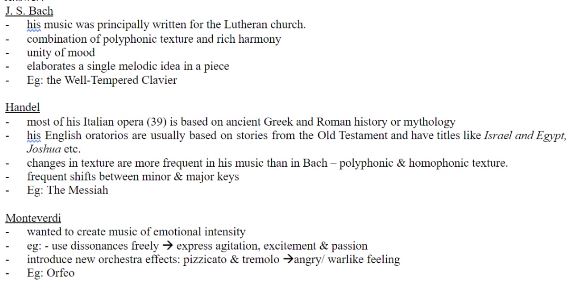 J. S. Bach
- his music was principally written for the Lutheran church.
- combination of polyphonic texture and rich harmony
- unity of mood
- elaborates a single melodic idea in a piece
- Eg: the Well-Tempered Clavier
Handel
- most of his Italian opera (39) is based on ancient Greek and Roman history or mythology
- his English oratorios are usually based on stories from the Old Testament and have titles like Israel and Egypt,
Joshua etc.
- changes in texture are more frequent in his music than in Bach – polyphonic & homophonic texture.
- frequent shifts between minor & major keys
- Eg: The Messiah
Monteverdi
- wanted to create music of emotional intensity
- eg: - use dissonances freely → express agitation, excitement & passion
- introduce new orchestra effects: pizzicato & tremolo →angry/ warlike feeling
- Eg: Orfeo